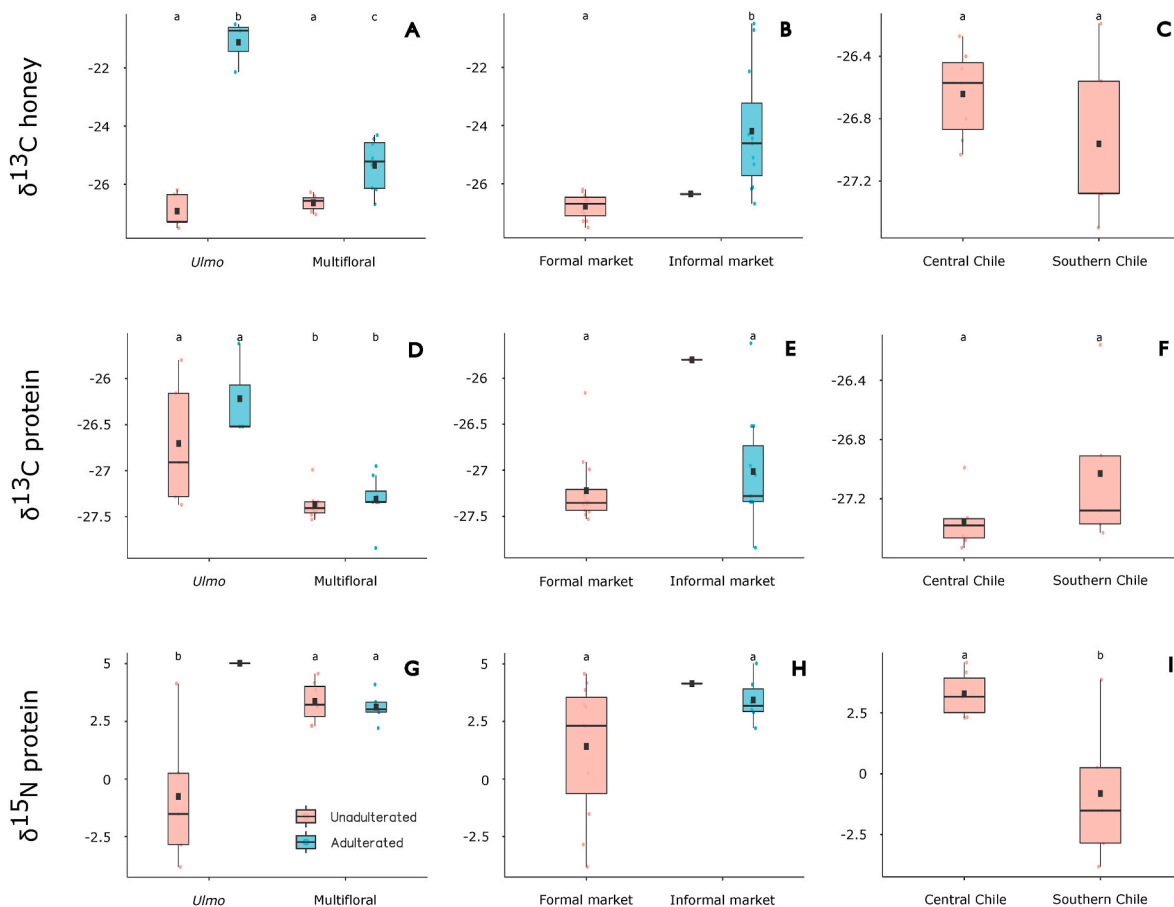 a b a c A
δ13C honey
-22
-24
-26
Ulmo Multifloral
a b B
-22
-24
-26
Formal market Informal market
a a C
-26.4
-26.8
-27.2
Central Chile Southern Chile
a a b b D
δ13C protein
-26
-26.5
-27
-27.5
Ulmo Multifloral
a a E
-26
-26.5
-27
-27.5
Formal market Informal market
a a F
-26.4
-26.8
-27.2
Central Chile Southern Chile
b a a G
δ15N protein
5
2.5
0
-2.5
Unadulterated
Adulterated
Ulmo Multifloral
a a H
5
2.5
0
-2.5
Formal market Informal market
a b I
2.5
0
-2.5
Central Chile Southern Chile